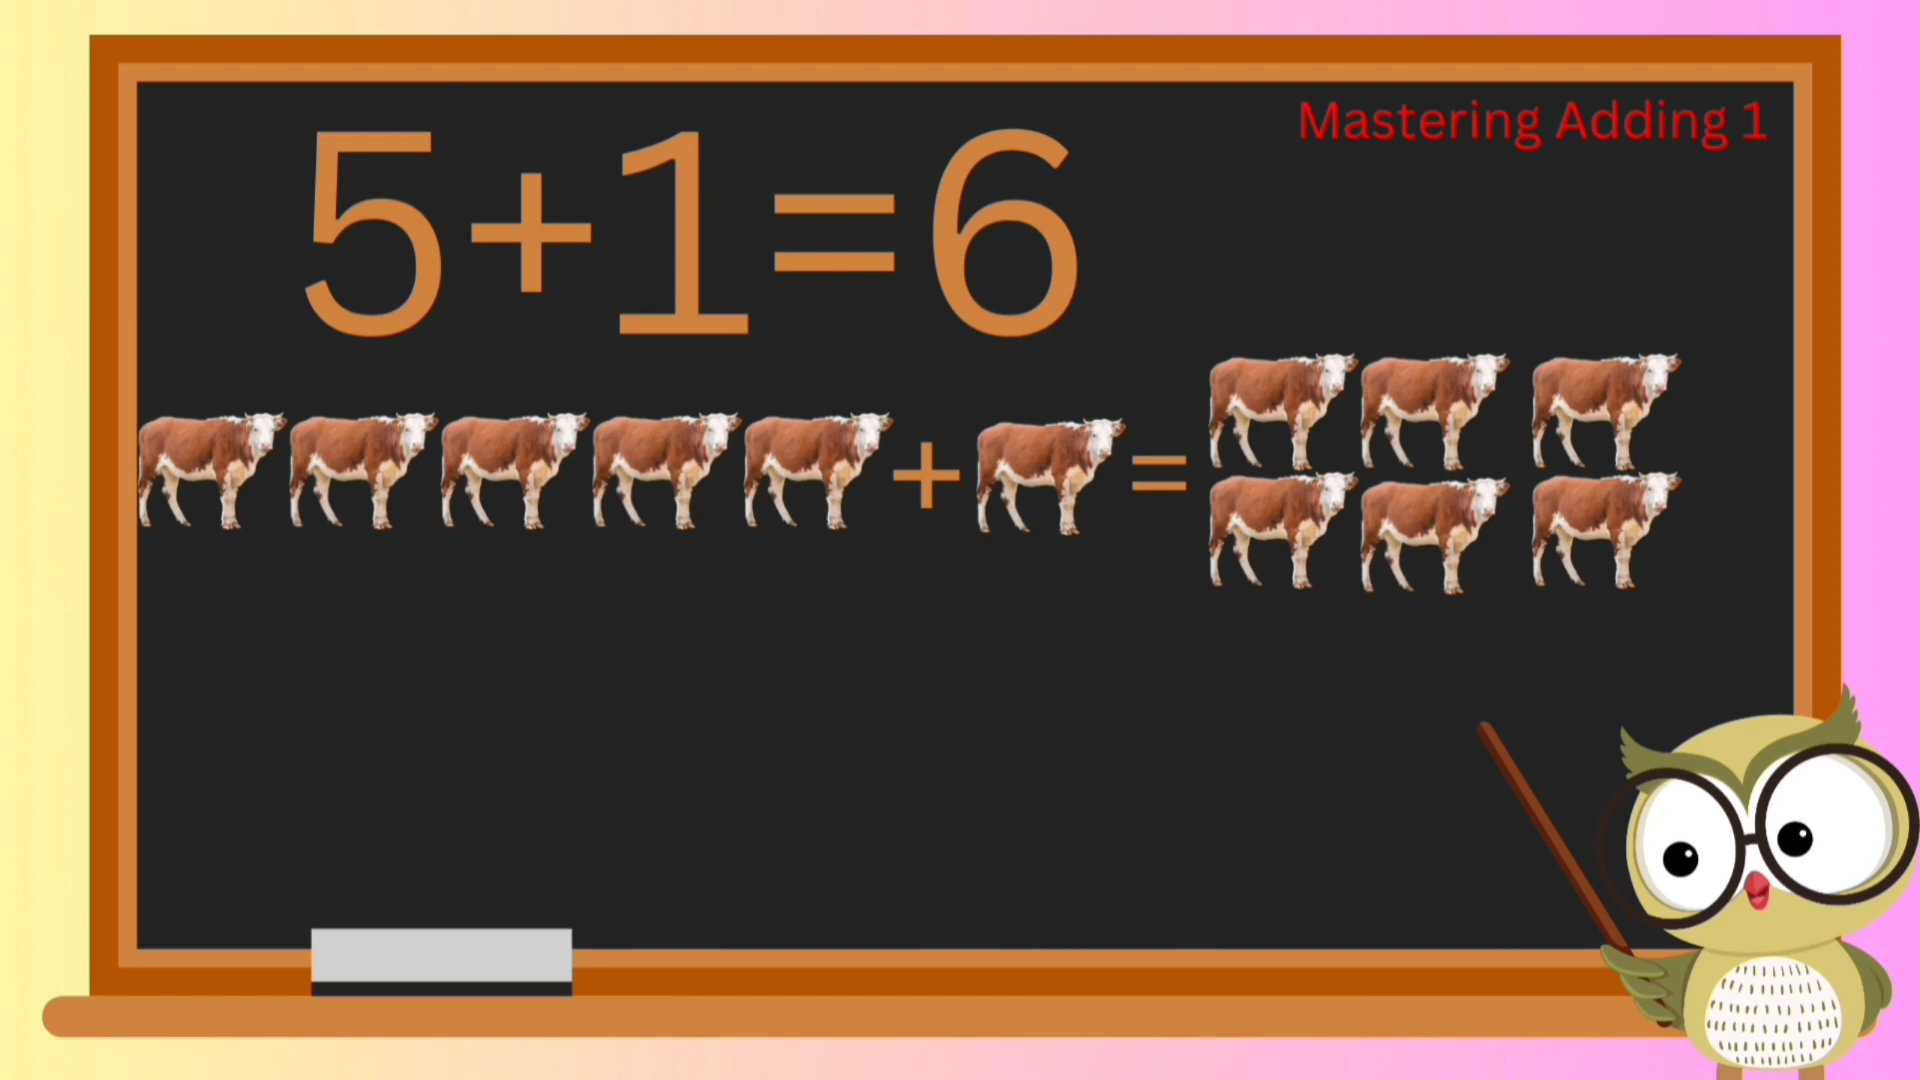 Mastering Adding 1
5+1=6
+ =